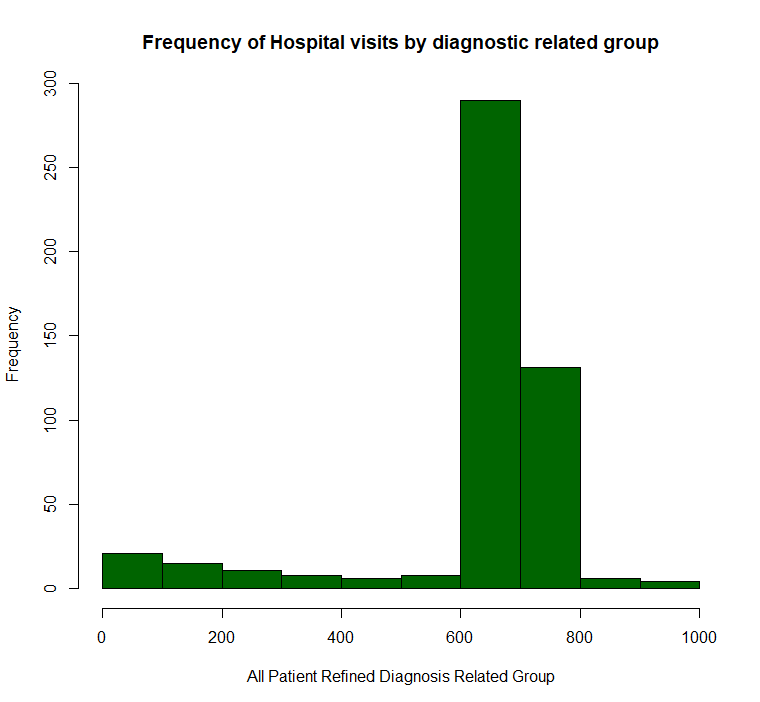 Frequency of Hospital visits by diagnostic related group
Frequency
300
250
200
150
100
50
0
0 200 400 600 800 1000
All Patient Refined Diagnosis Related Group